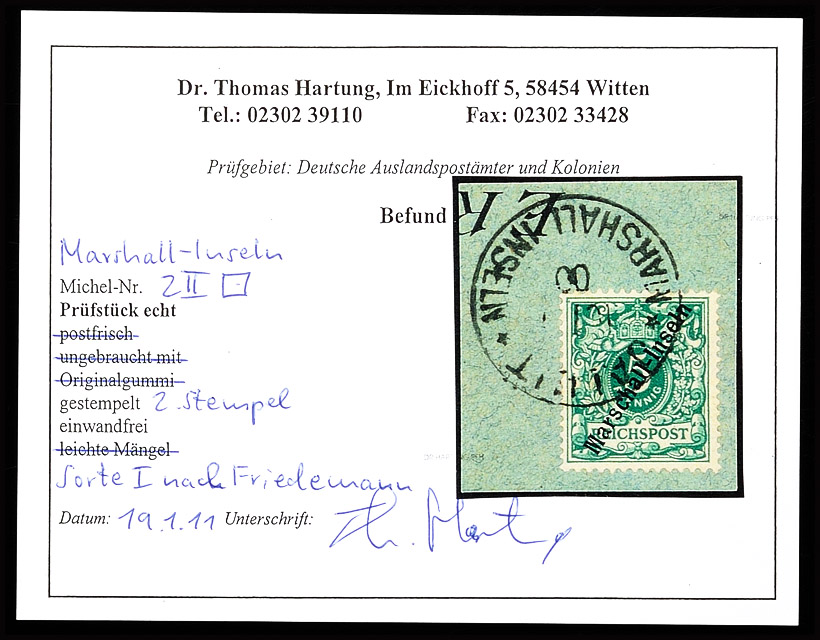 Dr. Thomas Hartung, Im Eickhoff 5, 58454 Witten
Tel.: 02302 39110 Fax: 02302 33428
Prüfgebiet: Deutsche Auslandspostämter und Kolonien
Befund
Marshall-Inseln
Michel-Nr. 2 II
Prüfstück echt
postfrisch
ungebraucht mit
Originalgummi
gestempelt 2. Stempel
einwandfrei
leichte Mängel
Sorte I nach Friedemann
Datum: 19.1.11 Unterschrift:
MARSHALL-INSELN
00
Marschall-Inseln
PFENNIG
REICHSPOST